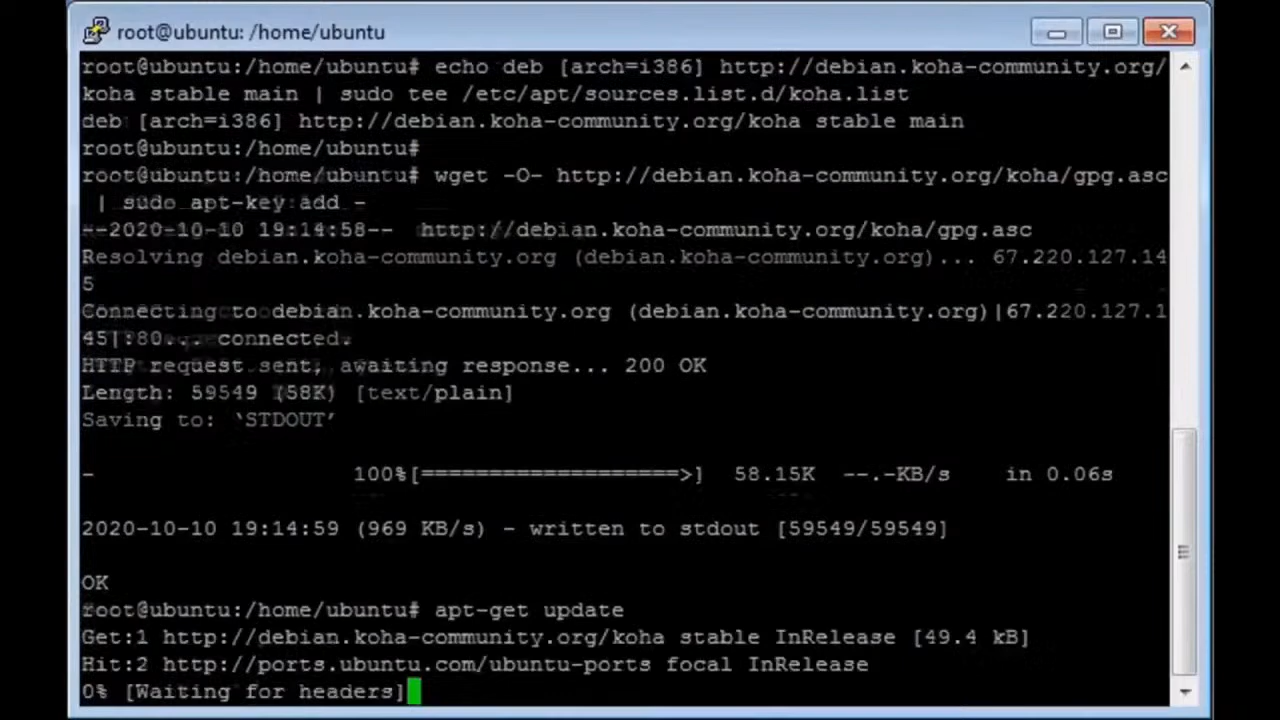 root@ubuntu: /home/ubuntu
root@ubuntu:/home/ubuntu# echo deb [arch=i386] http://debian.koha-community.org/
koha stable main | sudo tee /etc/apt/sources.list.d/koha.list
deb [arch=i386] http://debian.koha-community.org/koha stable main
root@ubuntu:/home/ubuntu#
root@ubuntu:/home/ubuntu# wget -O- http://debian.koha-community.org/koha/gpg.asc
| sudo apt-key add -
--2020-10-10 19:14:58-- http://debian.koha-community.org/koha/gpg.asc
Resolving debian.koha-community.org (debian.koha-community.org)... 67.220.127.14
5
Connecting to debian.koha-community.org (debian.koha-community.org)|67.220.127.1
45|:80... connected.
HTTP request sent, awaiting response... 200 OK
Length: 59549 (58K) [text/plain]
Saving to: ‘STDOUT’
- 100%[===================>] 58.15K --.-KB/s in 0.06s
2020-10-10 19:14:59 (969 KB/s) - written to stdout [59549/59549]
OK
root@ubuntu:/home/ubuntu# apt-get update
Get:1 http://debian.koha-community.org/koha stable InRelease [49.4 kB]
Hit:2 http://ports.ubuntu.com/ubuntu-ports focal InRelease
0% [Waiting for headers]